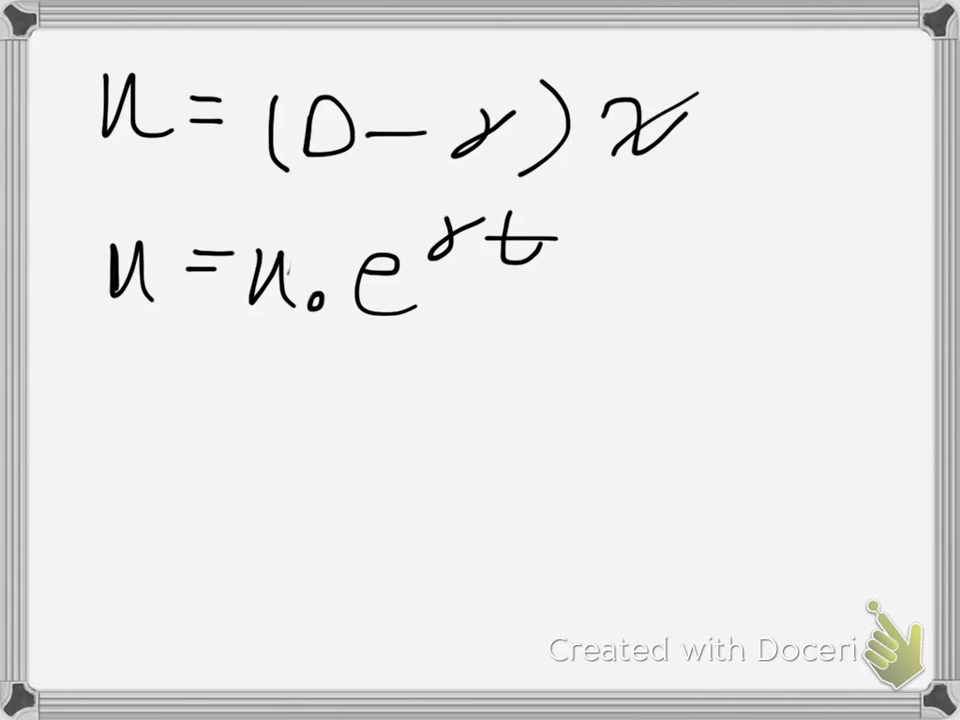 u = (D - γ) x
u = u₀ e^{γt}
Created with Doceri